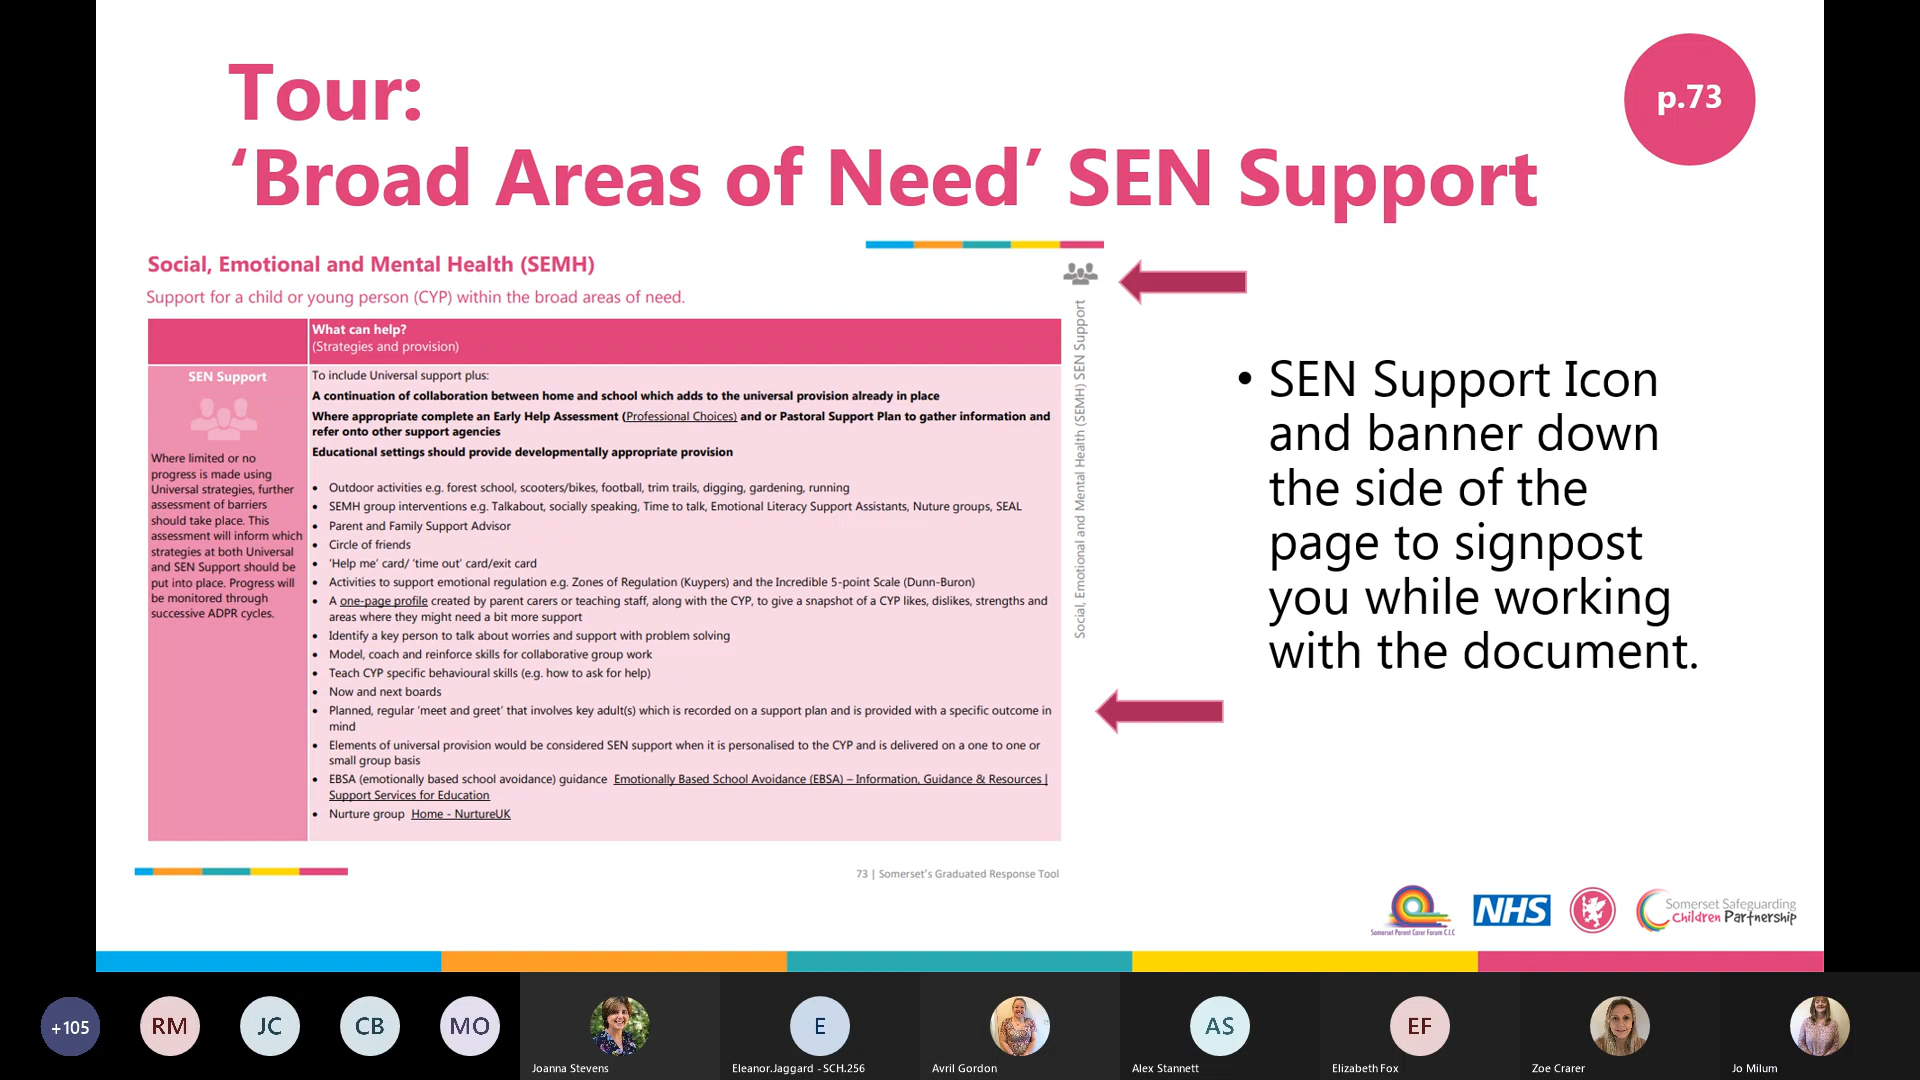 Tour:
‘Broad Areas of Need’ SEN Support
p.73
Social, Emotional and Mental Health (SEMH)
Support for a child or young person (CYP) within the broad areas of need.
What can help?
(Strategies and provision)
SEN Support
Where limited or no
progress is made using
Universal strategies, further
assessment of barriers
should take place. This
assessment will inform which
strategies at both Universal
and SEN Support should be
put into place. Progress will
be monitored through
successive ADPR cycles.
To include Universal support plus:
A continuation of collaboration between home and school which adds to the universal provision already in place
Where appropriate complete an Early Help Assessment (Professional Choices) and or Pastoral Support Plan to gather information and
refer onto other support agencies
Educational settings should provide developmentally appropriate provision
• Outdoor activities e.g. forest school, scooters/bikes, football, trim trails, digging, gardening, running
• SEMH group interventions e.g. Talkabout, socially speaking, Time to talk, Emotional Literacy Support Assistants, Nuture groups, SEAL
• Parent and Family Support Advisor
• Circle of friends
• ‘Help me’ card/ ‘time out’ card/exit card
• Activities to support emotional regulation e.g. Zones of Regulation (Kuypers) and the Incredible 5-point Scale (Dunn-Buron)
• A one-page profile created by parent carers or teaching staff, along with the CYP, to give a snapshot of a CYP likes, dislikes, strengths and
areas where they might need a bit more support
• Identify a key person to talk about worries and support with problem solving
• Model, coach and reinforce skills for collaborative group work
• Teach CYP specific behavioural skills (e.g. how to ask for help)
• Now and next boards
• Planned, regular ‘meet and greet’ that involves key adult(s) which is recorded on a support plan and is provided with a specific outcome in
mind
• Elements of universal provision would be considered SEN support when it is personalised to the CYP and is delivered on a one to one or
small group basis
• EBSA (emotionally based school avoidance) guidance Emotionally Based School Avoidance (EBSA) – Information, Guidance & Resources |
Support Services for Education
• Nurture group Home - NurtureUK
Social, Emotional and Mental Health (SEMH) SEN Support
73 | Somerset's Graduated Response Tool
• SEN Support Icon
and banner down
the side of the
page to signpost
you while working
with the document.
Somerset Parent Carer Forum C.I.C
NHS
Somerset Safeguarding
Children Partnership
+105
RM
JC
CB
MO
Joanna Stevens
E
Eleanor.Jaggard - SCH.256
Avril Gordon
AS
Alex Stannett
EF
Elizabeth Fox
Zoe Crarer
Jo Milum